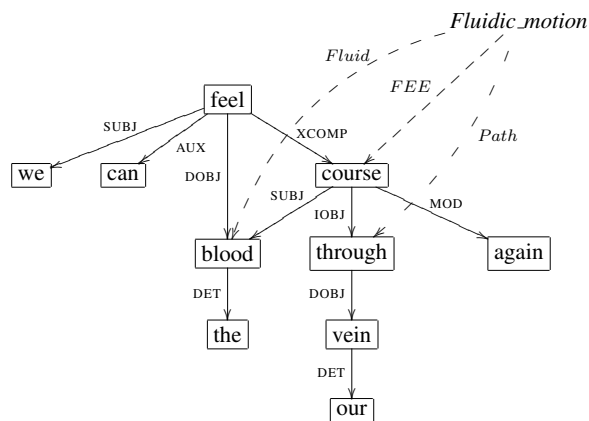 Fluidic_motion
Fluid
FEE
Path
feel
SUBJ
AUX
DOBJ
XCOMP
we
can
course
SUBJ
IOBJ
MOD
blood
through
again
DET
DOBJ
the
vein
DET
our